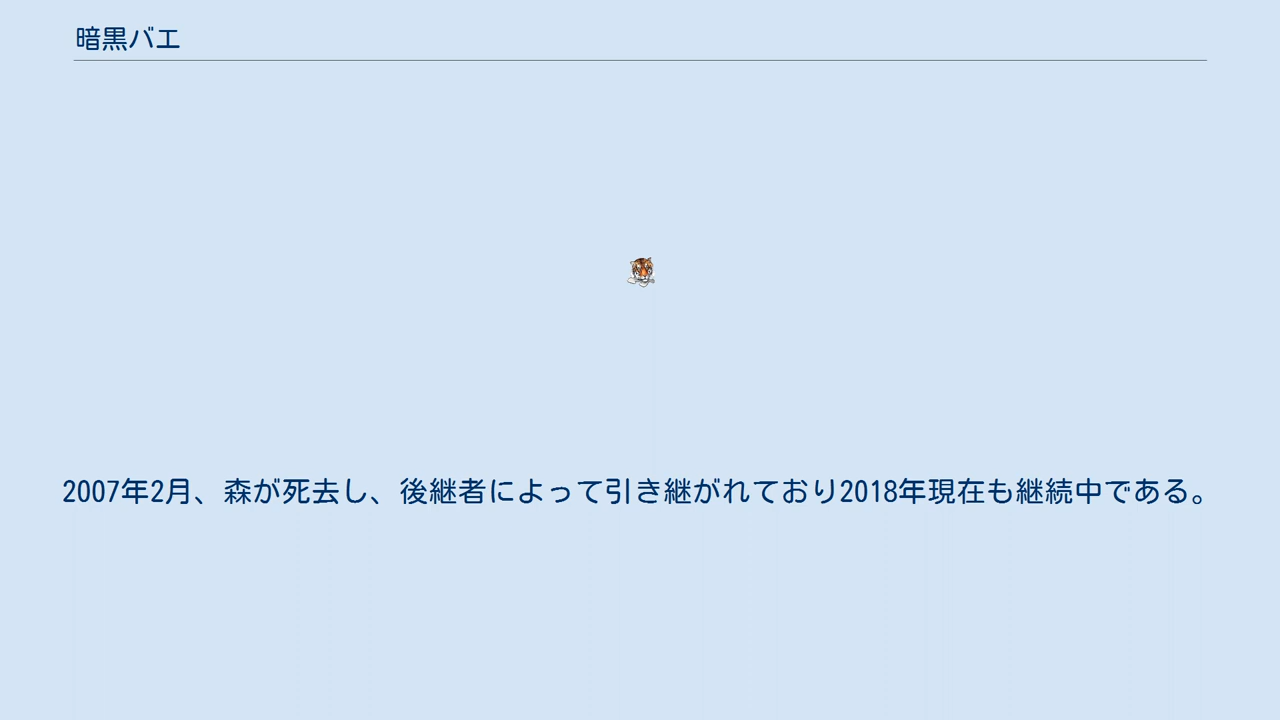 暗黒バエ
2007年2月、森が死去し、後継者によって引き継がれており2018年現在も継続中である。